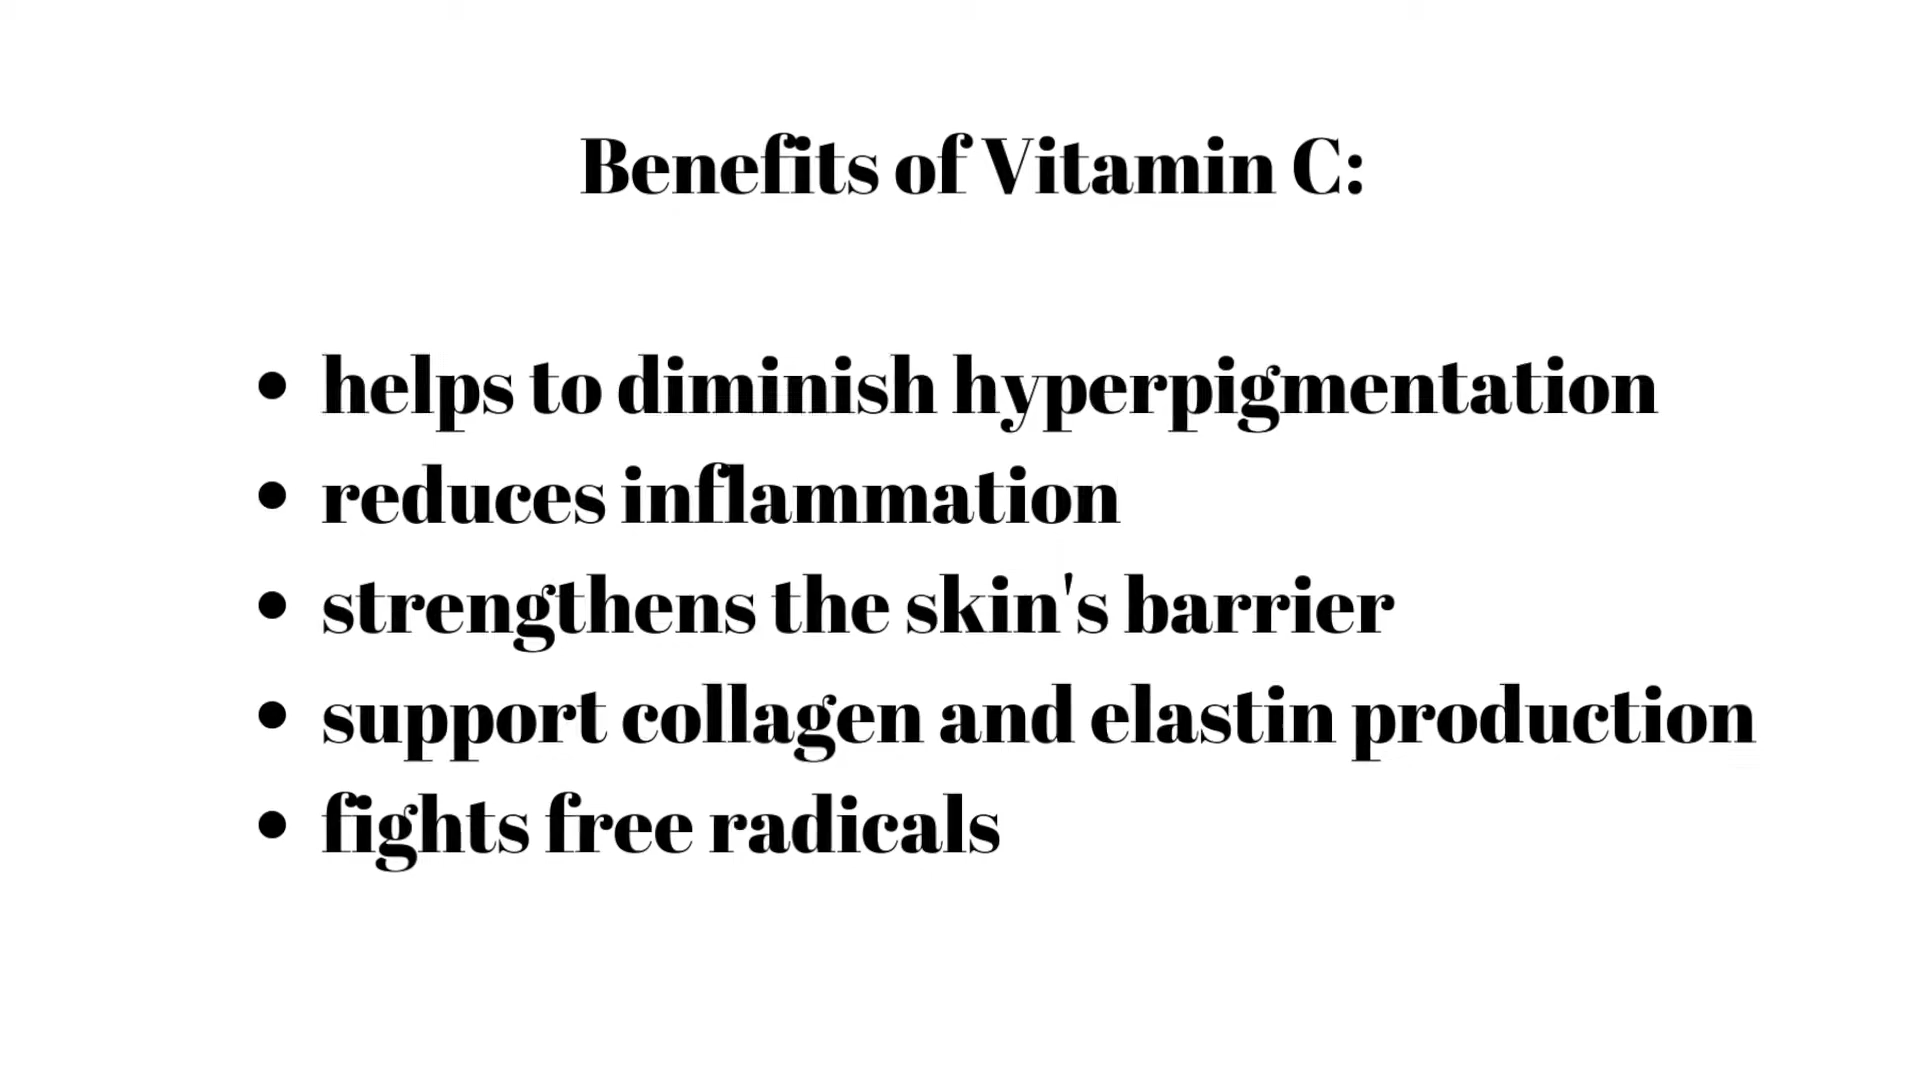 Benefits of Vitamin C:
• helps to diminish hyperpigmentation
• reduces inflammation
• strengthens the skin's barrier
• support collagen and elastin production
• fights free radicals